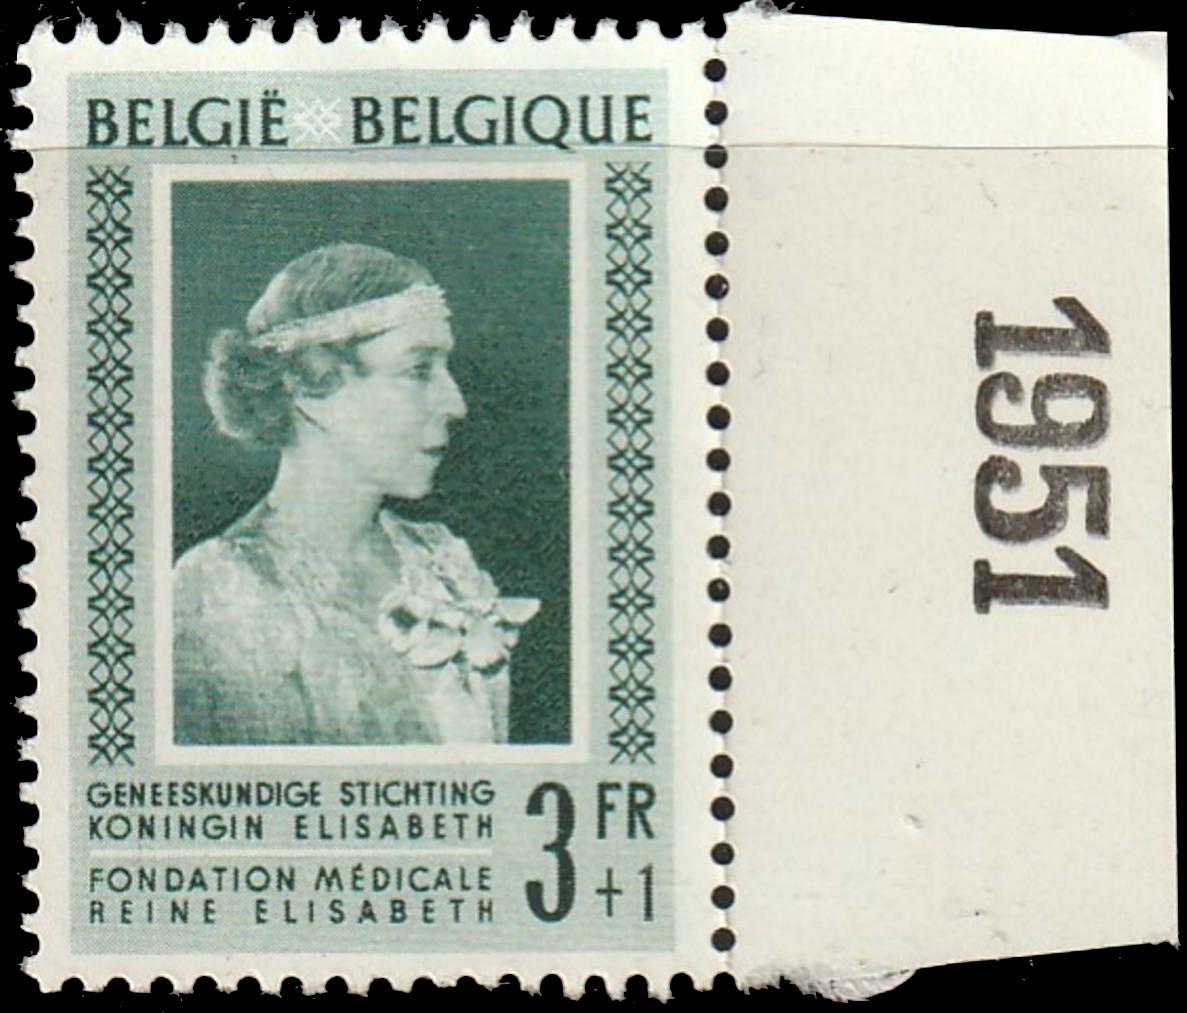 BELGIË BELGIQUE
GENEESKUNDIGE STICHTING
KONINGIN ELISABETH
FONDATION MÉDICALE
REINE ELISABETH
3 FR
+1
1951